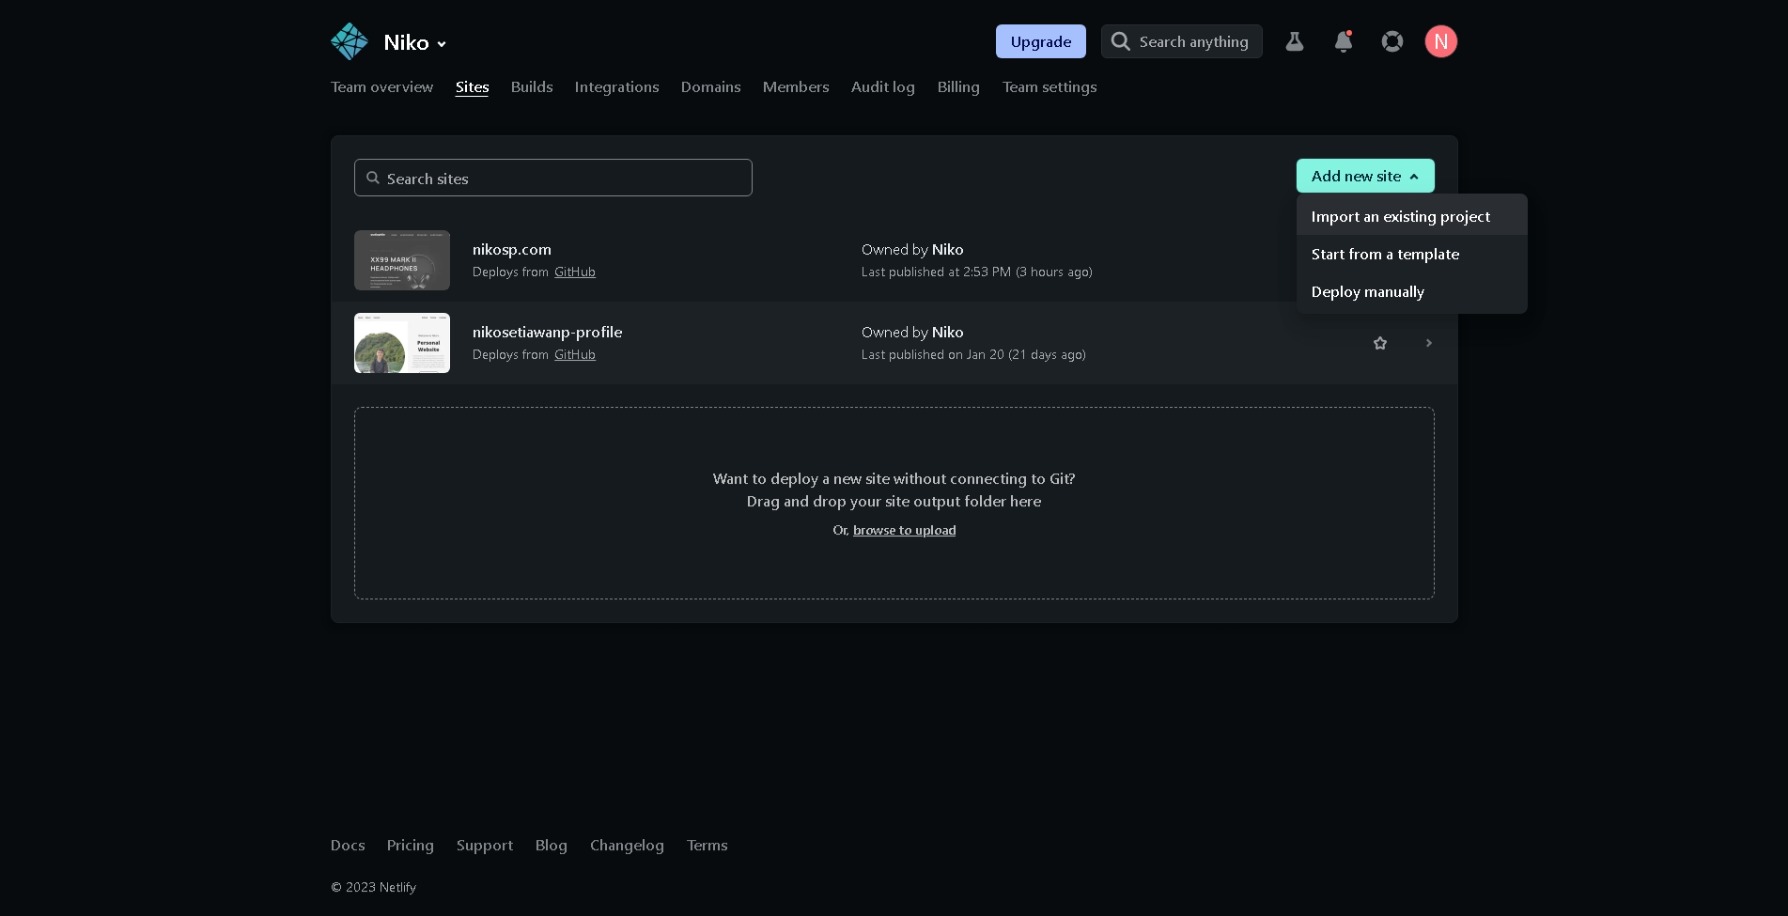 Niko
Upgrade
Search anything
N
Team overview
Sites
Builds
Integrations
Domains
Members
Audit log
Billing
Team settings
Search sites
Add new site
Import an existing project
Start from a template
Deploy manually
XX99 MARK II
HEADPHONES
nikosp.com
Deploys from GitHub
Owned by Niko
Last published at 2:53 PM (3 hours ago)
Personal
Website
nikosetiawanp-profile
Deploys from GitHub
Owned by Niko
Last published on Jan 20 (21 days ago)
Want to deploy a new site without connecting to Git?
Drag and drop your site output folder here
Or, browse to upload
Docs
Pricing
Support
Blog
Changelog
Terms
© 2023 Netlify